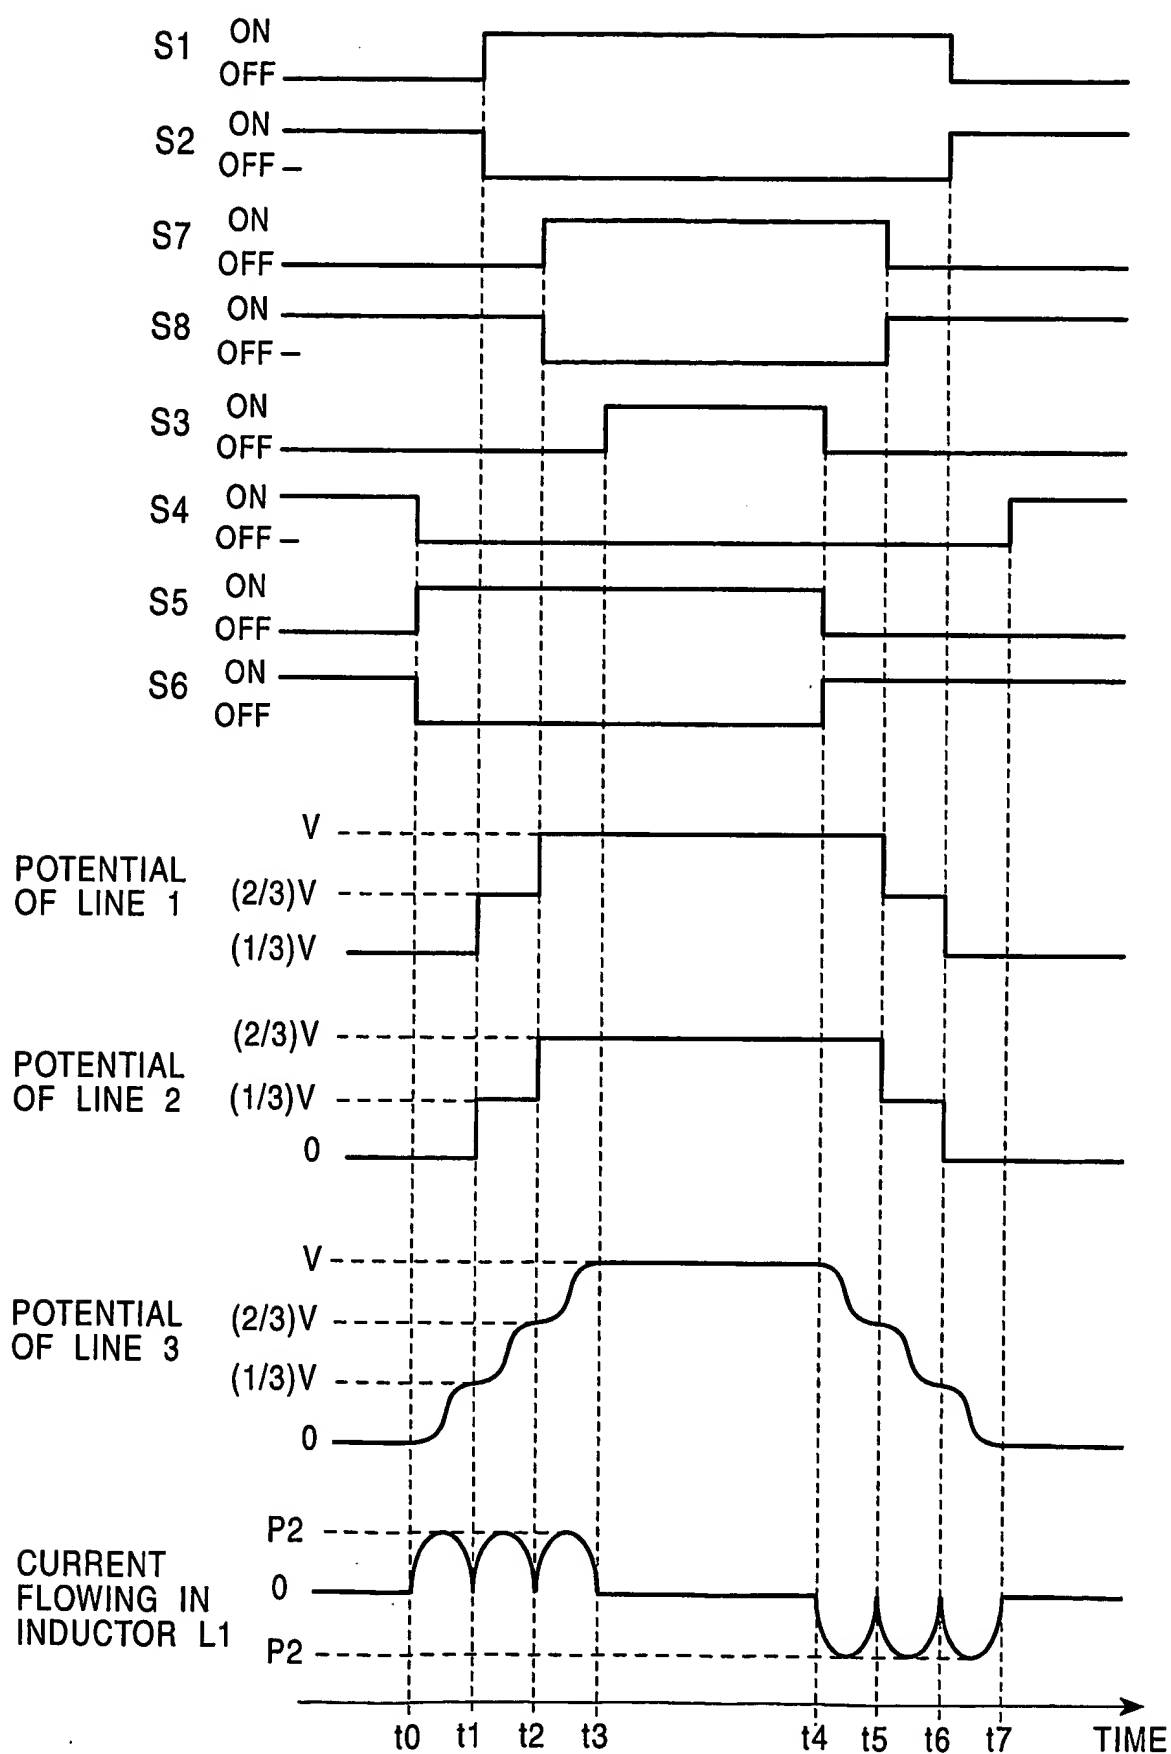 S1 ON
OFF
S2 ON
OFF
S7 ON
OFF
S8 ON
OFF
S3 ON
OFF
S4 ON
OFF
S5 ON
OFF
S6 ON
OFF
POTENTIAL
OF LINE 1
V
(2/3)V
(1/3)V
POTENTIAL
OF LINE 2
(2/3)V
(1/3)V
0
POTENTIAL
OF LINE 3
V
(2/3)V
(1/3)V
0
CURRENT
FLOWING IN
INDUCTOR L1
P2
0
P2
t0 t1 t2 t3 t4 t5 t6 t7 TIME